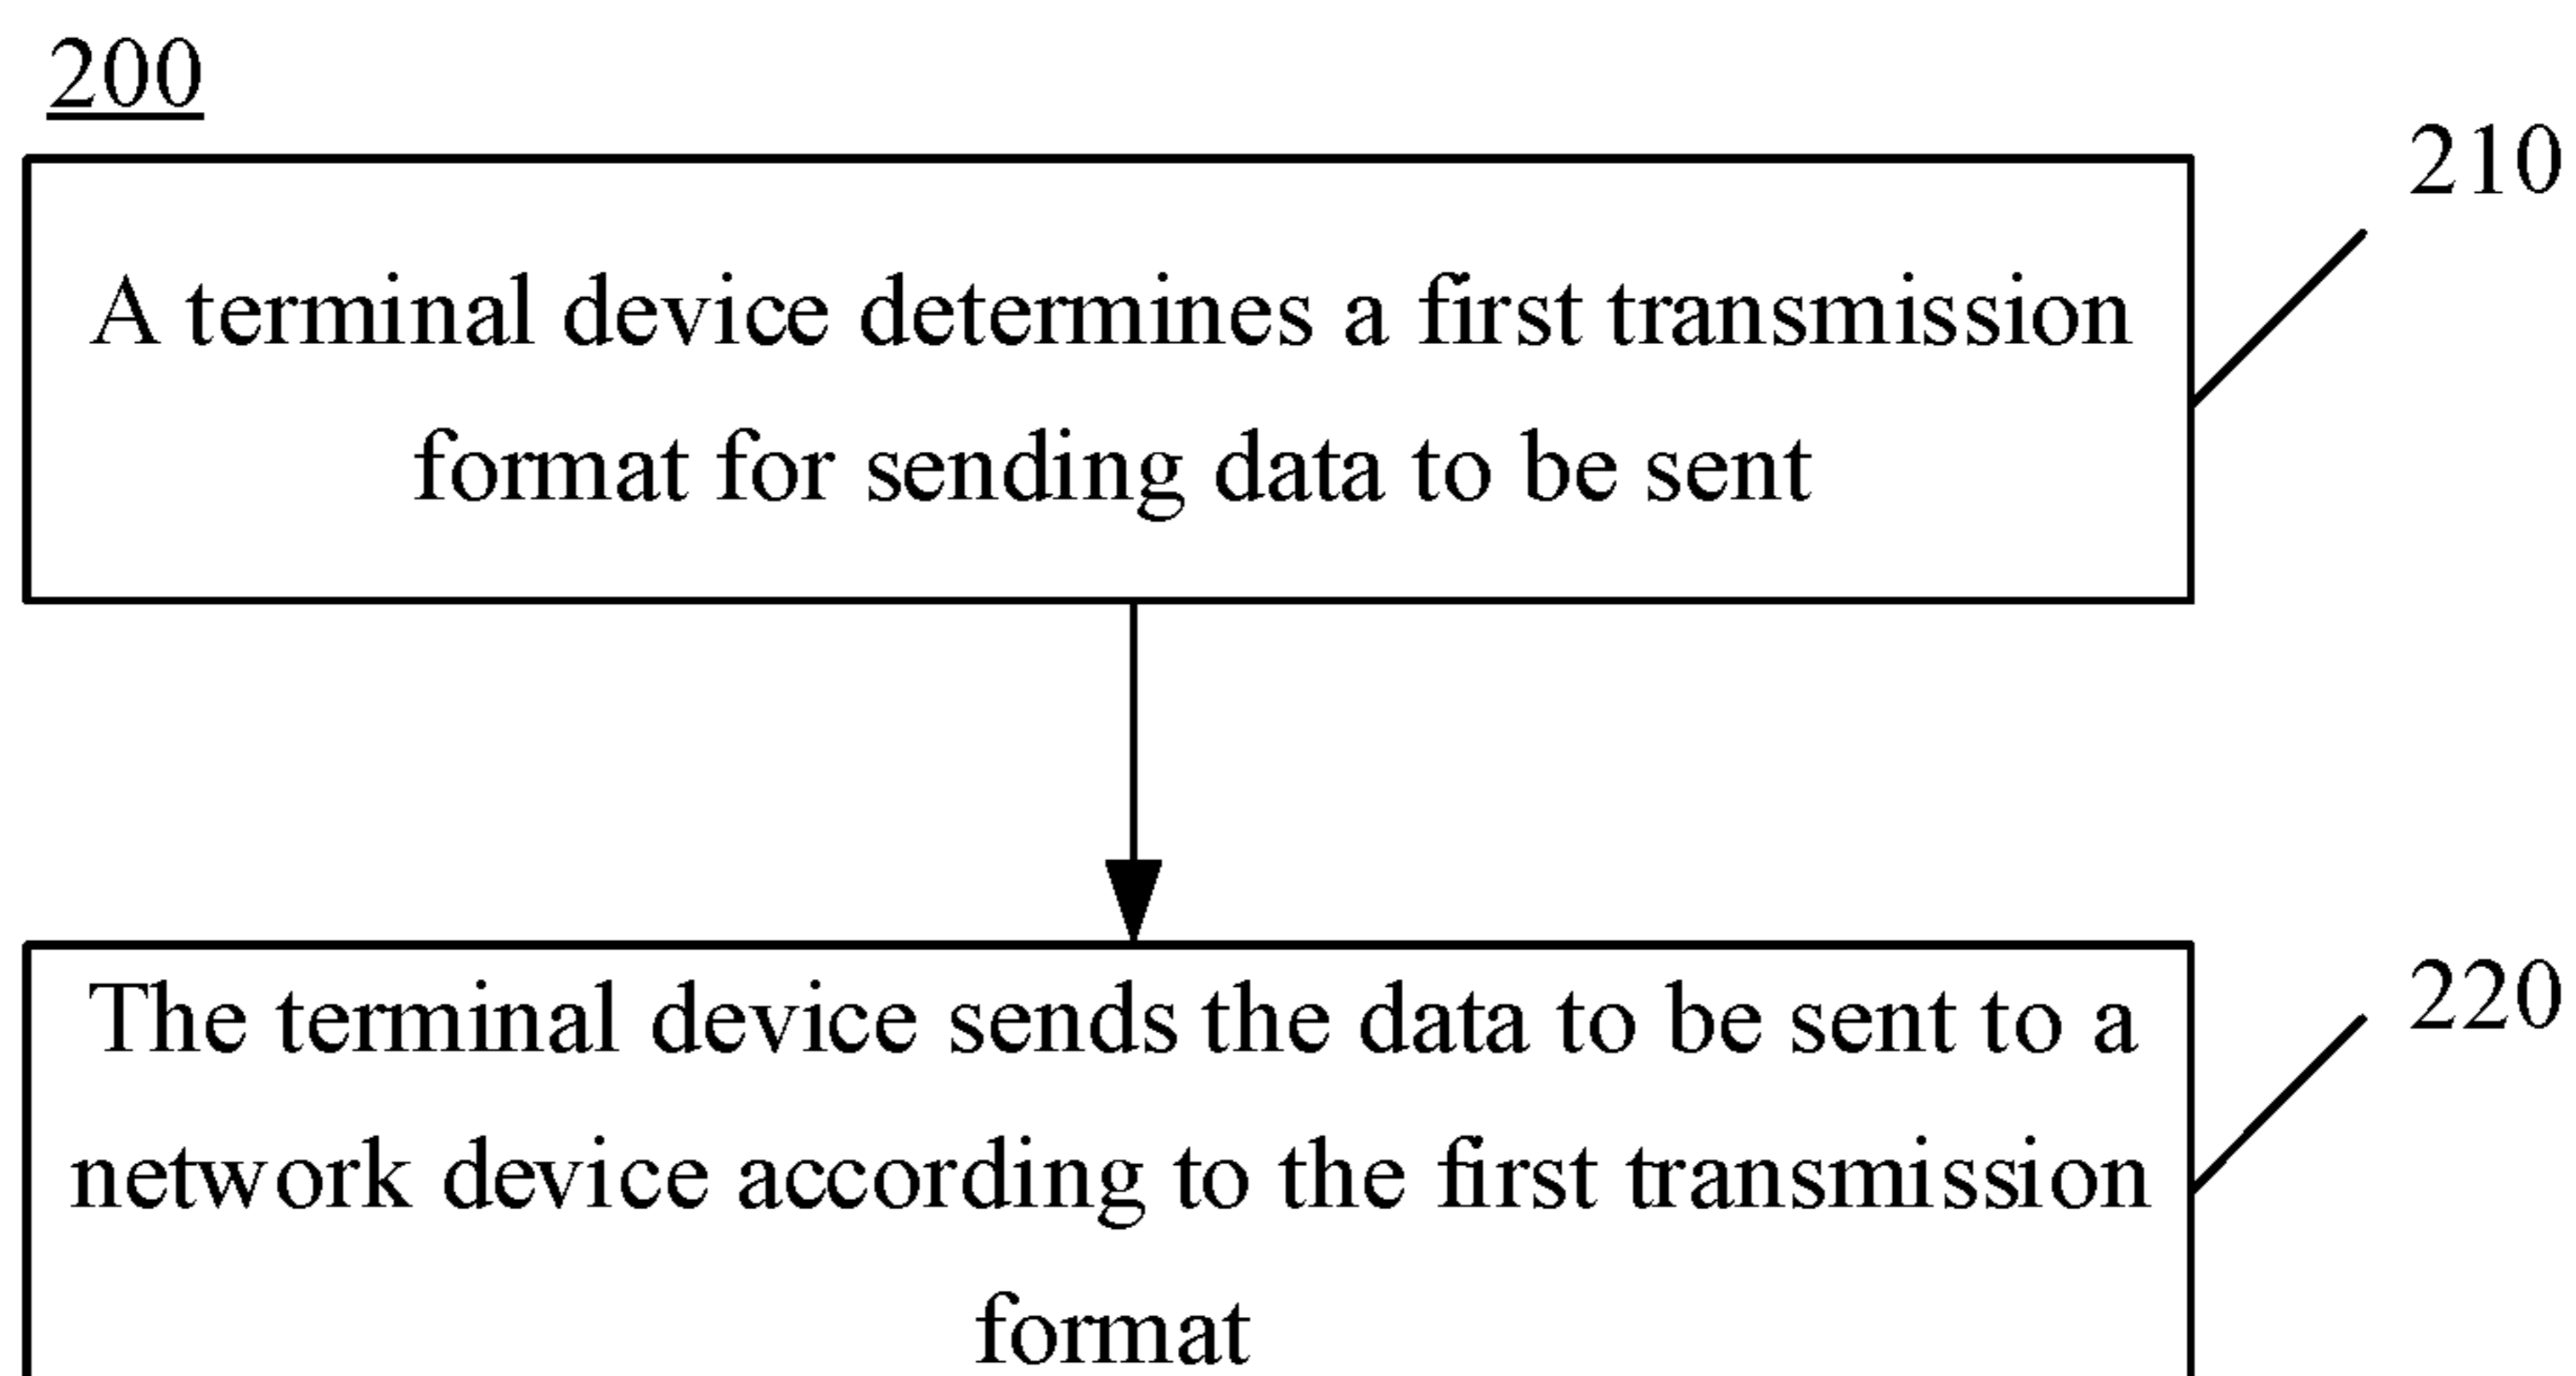 200
210
A terminal device determines a first transmission
format for sending data to be sent
220
The terminal device sends the data to be sent to a
network device according to the first transmission
format